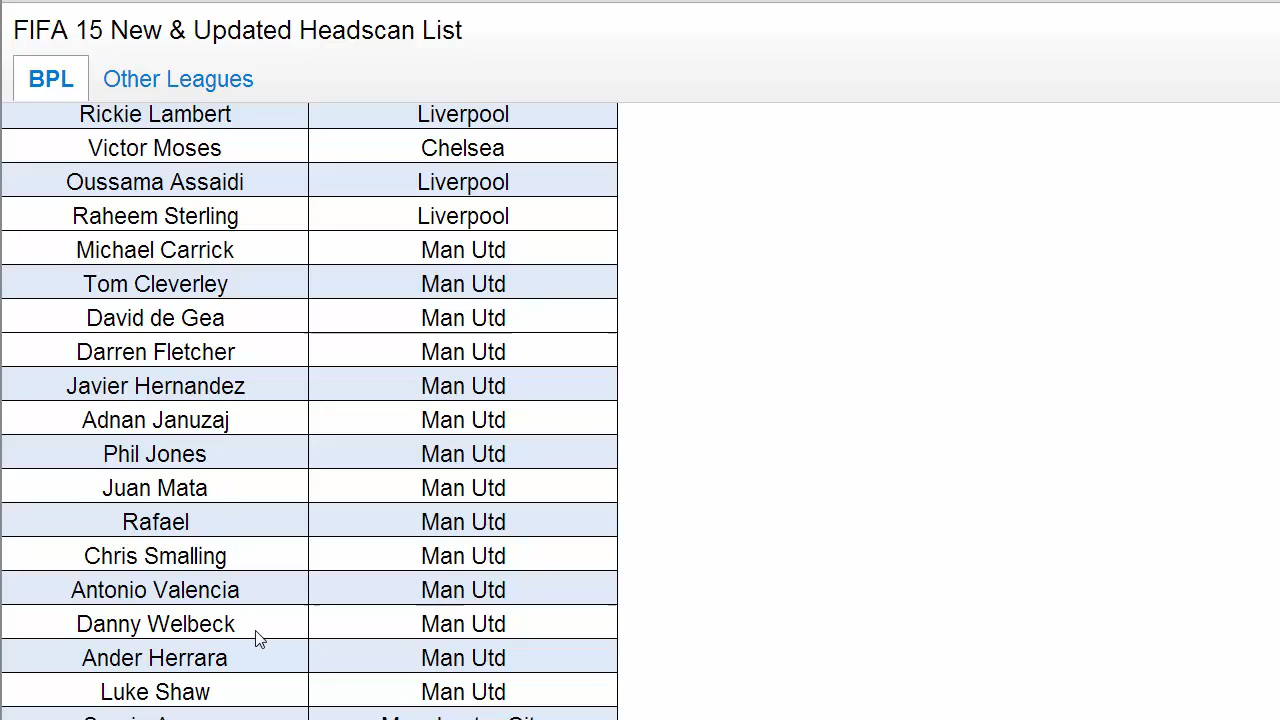 FIFA 15 New & Updated Headscan List
BPL Other Leagues
Rickie Lambert Liverpool
Victor Moses Chelsea
Oussama Assaidi Liverpool
Raheem Sterling Liverpool
Michael Carrick Man Utd
Tom Cleverley Man Utd
David de Gea Man Utd
Darren Fletcher Man Utd
Javier Hernandez Man Utd
Adnan Januzaj Man Utd
Phil Jones Man Utd
Juan Mata Man Utd
Rafael Man Utd
Chris Smalling Man Utd
Antonio Valencia Man Utd
Danny Welbeck Man Utd
Ander Herrara Man Utd
Luke Shaw Man Utd